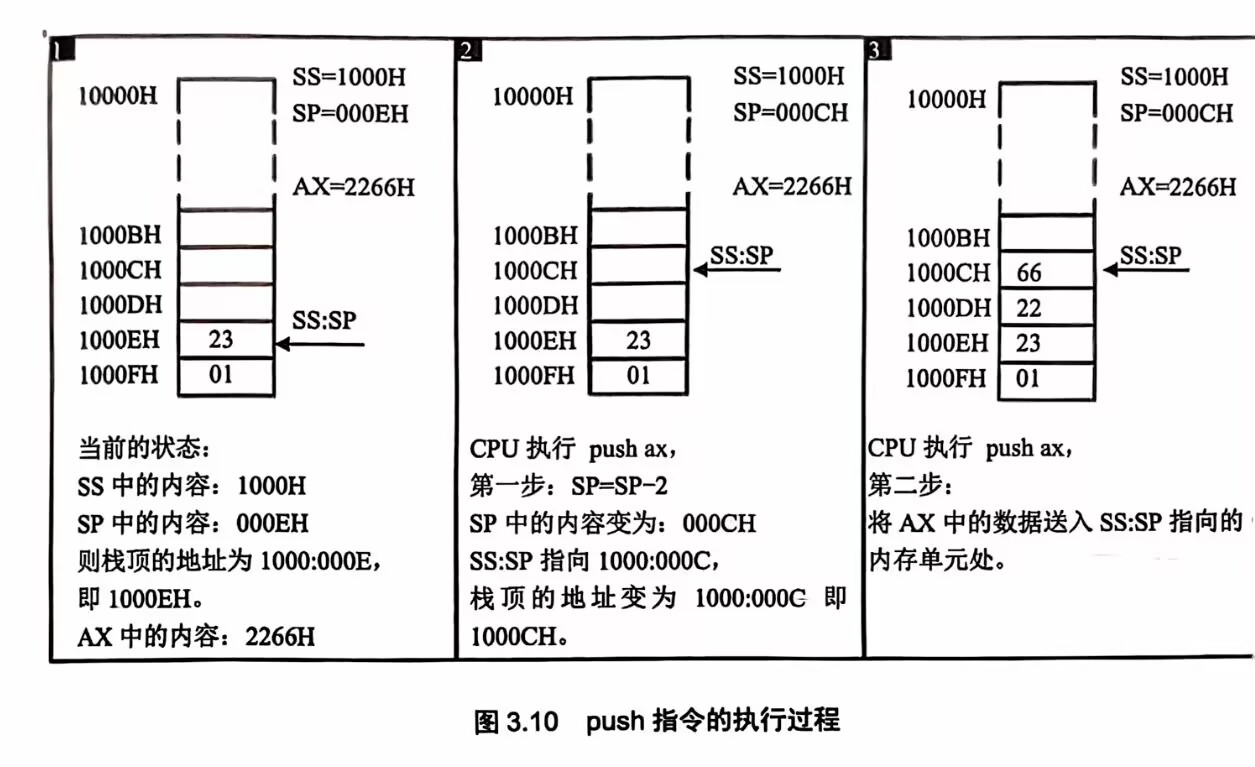 1
10000H
SS=1000H
SP=000EH
AX=2266H
1000BH
1000CH
1000DH
SS:SP
1000EH 23
1000FH 01
当前的状态：
SS 中的内容：1000H
SP 中的内容：000EH
则栈顶的地址为 1000:000E，
即 1000EH。
AX 中的内容：2266H
2
10000H
SS=1000H
SP=000CH
AX=2266H
1000BH
SS:SP
1000CH
1000DH
1000EH 23
1000FH 01
CPU 执行 push ax，
第一步：SP=SP-2
SP 中的内容变为：000CH
SS:SP 指向 1000:000C，
栈顶的地址变为 1000:000C 即
1000CH。
3
10000H
SS=1000H
SP=000CH
AX=2266H
1000BH
SS:SP
1000CH 66
1000DH 22
1000EH 23
1000FH 01
CPU 执行 push ax，
第二步：
将 AX 中的数据送入 SS:SP 指向的
内存单元处。
图 3.10 push 指令的执行过程